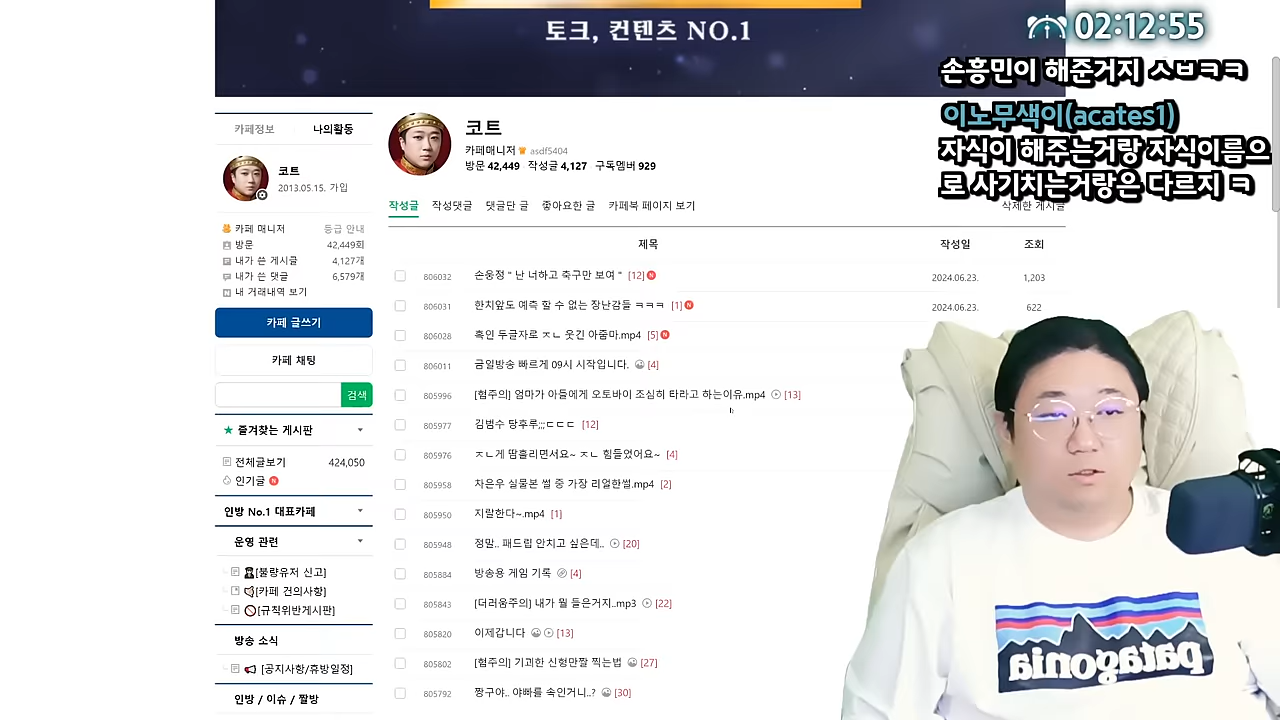 토크, 컨텐츠 NO.1
02:12:55
손흥민이 해준거지 ㅅㅂㅋㅋ
이노무색이(acates1)
자식이 해주는거랑 자식이름으
로 사기치는거랑은 다르지 ㅋ
카페정보 나의활동
코트
2013.05.15. 가입
카페 매니저 등급 안내
방문 42,449회
내가 쓴 게시글 4,127개
내가 쓴 댓글 6,579개
내 거래내역 보기
카페 글쓰기
카페 채팅
검색
즐겨찾는 게시판
전체글보기 424,050
인기글 N
인방 No.1 대표카페
운영 관련
[불량유저 신고]
[카페 건의사항]
[규칙위반게시판]
방송 소식
[공지사항/휴방일정]
인방 / 이슈 / 짤방
코트
카페매니저 asdf5404
방문 42,449 작성글 4,127 구독멤버 929
작성글 작성댓글 댓글단 글 좋아요한 글 카페북 페이지 보기 삭제한 게시글
제목 작성일 조회
806032 손웅정 " 난 너하고 축구만 보여 " [12] N 2024.06.23. 1,203
806031 한치앞도 예측 할 수 없는 장난감들 ㅋㅋㅋ [1] N 2024.06.23. 622
806028 흑인 두글자로 ㅈㄴ 웃긴 아줌마.mp4 [5] N
806011 금일방송 빠르게 09시 시작입니다. [4]
805996 [혐주의] 엄마가 아들에게 오토바이 조심히 타라고 하는이유.mp4 [13]
805977 김범수 탕후루;;;ㄷㄷㄷ [12]
805976 ㅈㄴ게 땀흘리면서요~ ㅈㄴ 힘들었어요~ [4]
805958 차은우 실물본 썰 중 가장 리얼한썰.mp4 [2]
805950 지랄한다~.mp4 [1]
805948 정말.. 패드립 안치고 싶은데.. [20]
805884 방송용 게임 기록 [4]
805843 [더러움주의] 내가 뭘 들은거지..mp3 [22]
805820 이제갑니다 [13]
805802 [혐주의] 기괴한 신형만짤 찍는법 [27]
805792 짱구야.. 야빠를 속인거니..? [30]
patagonia